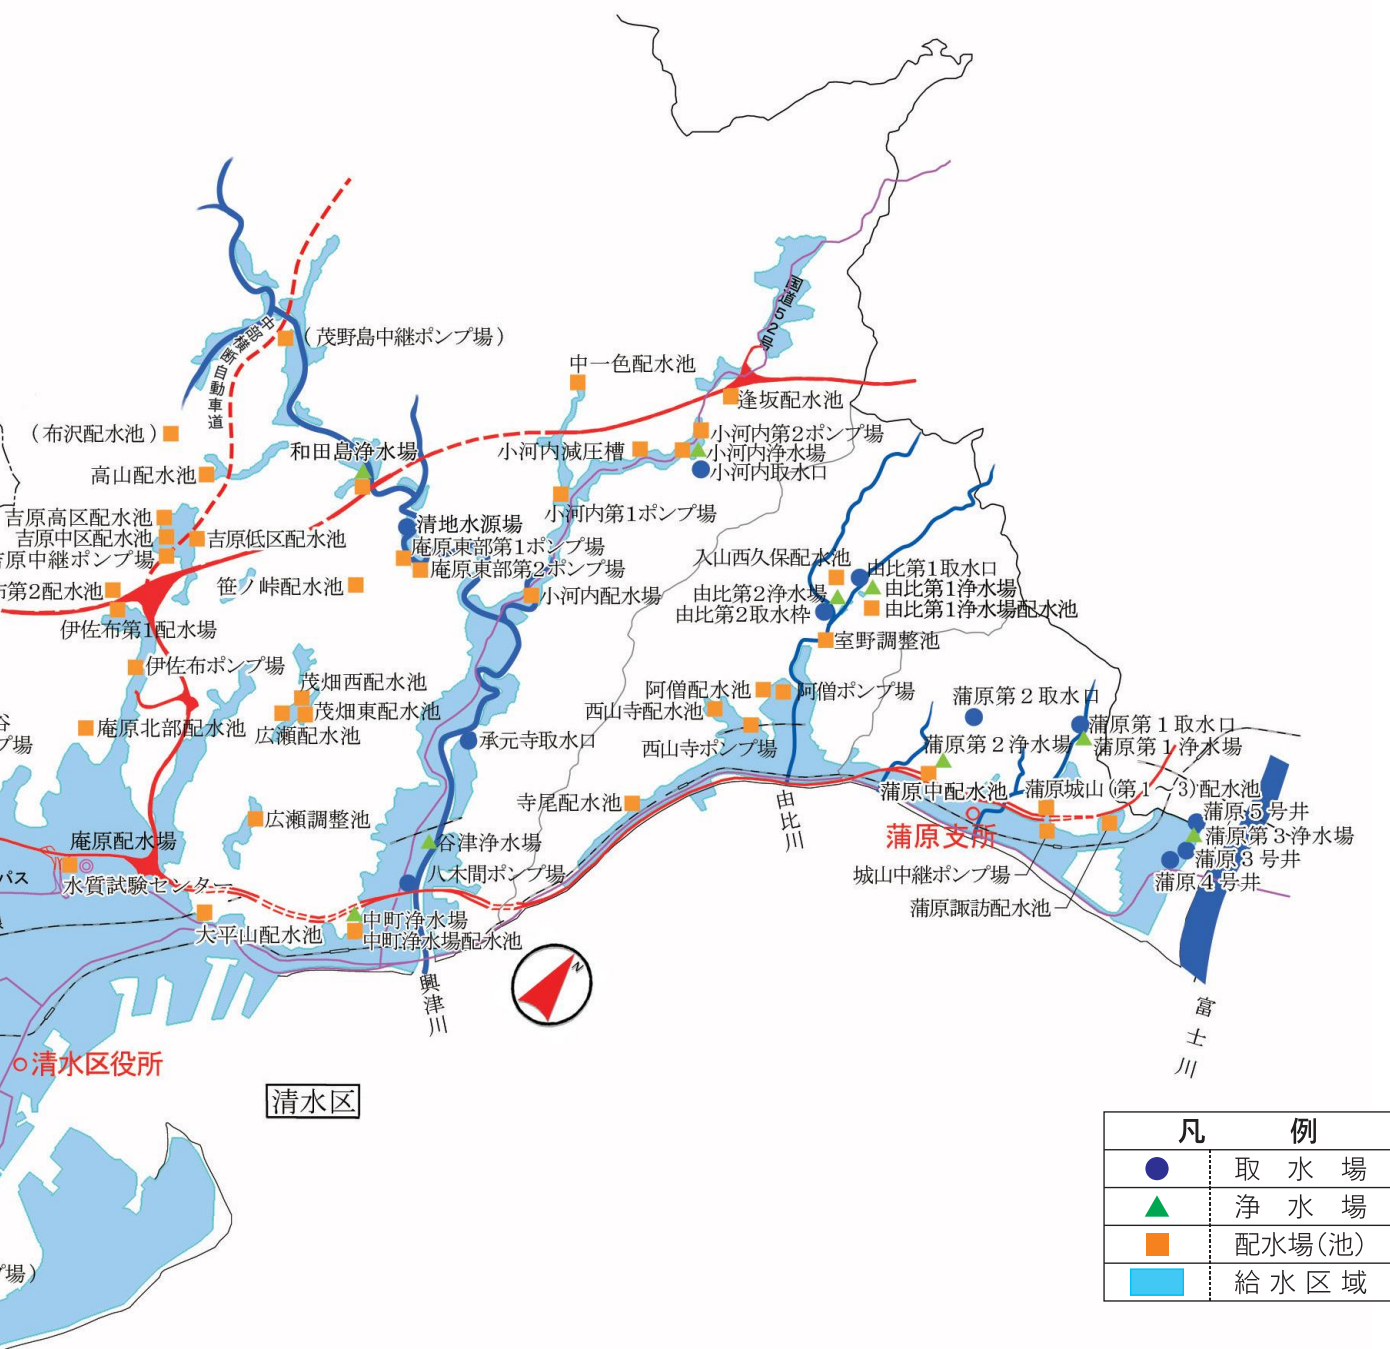 国道52号
中部横断自動車道
（茂野島中継ポンプ場）
中一色配水池
逢坂配水池
（布沢配水池）
和田島浄水場
小河内減圧槽
小河内第2ポンプ場
小河内浄水場
小河内取水口
高山配水池
吉原高区配水池
吉原中区配水池
吉原低区配水池
吉原中継ポンプ場
清地水源場
小河内第1ポンプ場
庵原東部第1ポンプ場
庵原東部第2ポンプ場
入山西久保配水池
由比第1取水口
由比第1浄水場
由比第2浄水場
由比第1浄水場配水池
由比第2取水枠
布第2配水池
笹ノ峠配水池
小河内配水場
伊佐布第1配水場
室野調整池
伊佐布ポンプ場
茂畑西配水池
茂畑東配水池
広瀬配水池
阿僧配水池
阿僧ポンプ場
西山寺配水池
西山寺ポンプ場
蒲原第２取水口
蒲原第１取水口
蒲原第２浄水場
蒲原第１浄水場
谷
プ場
庵原北部配水池
承元寺取水口
蒲原中配水池
蒲原城山(第１～３)配水池
寺尾配水池
由比川
蒲原５号井
蒲原支所
蒲原第３浄水場
蒲原３号井
蒲原４号井
広瀬調整池
庵原配水場
谷津浄水場
八木間ポンプ場
城山中継ポンプ場
蒲原諏訪配水池
パス
水質試験センター
大平山配水池
中町浄水場
中町浄水場配水池
N
興津川
富士川
清水区役所
清水区
プ場）
凡例
取水場
浄水場
配水場(池)
給水区域